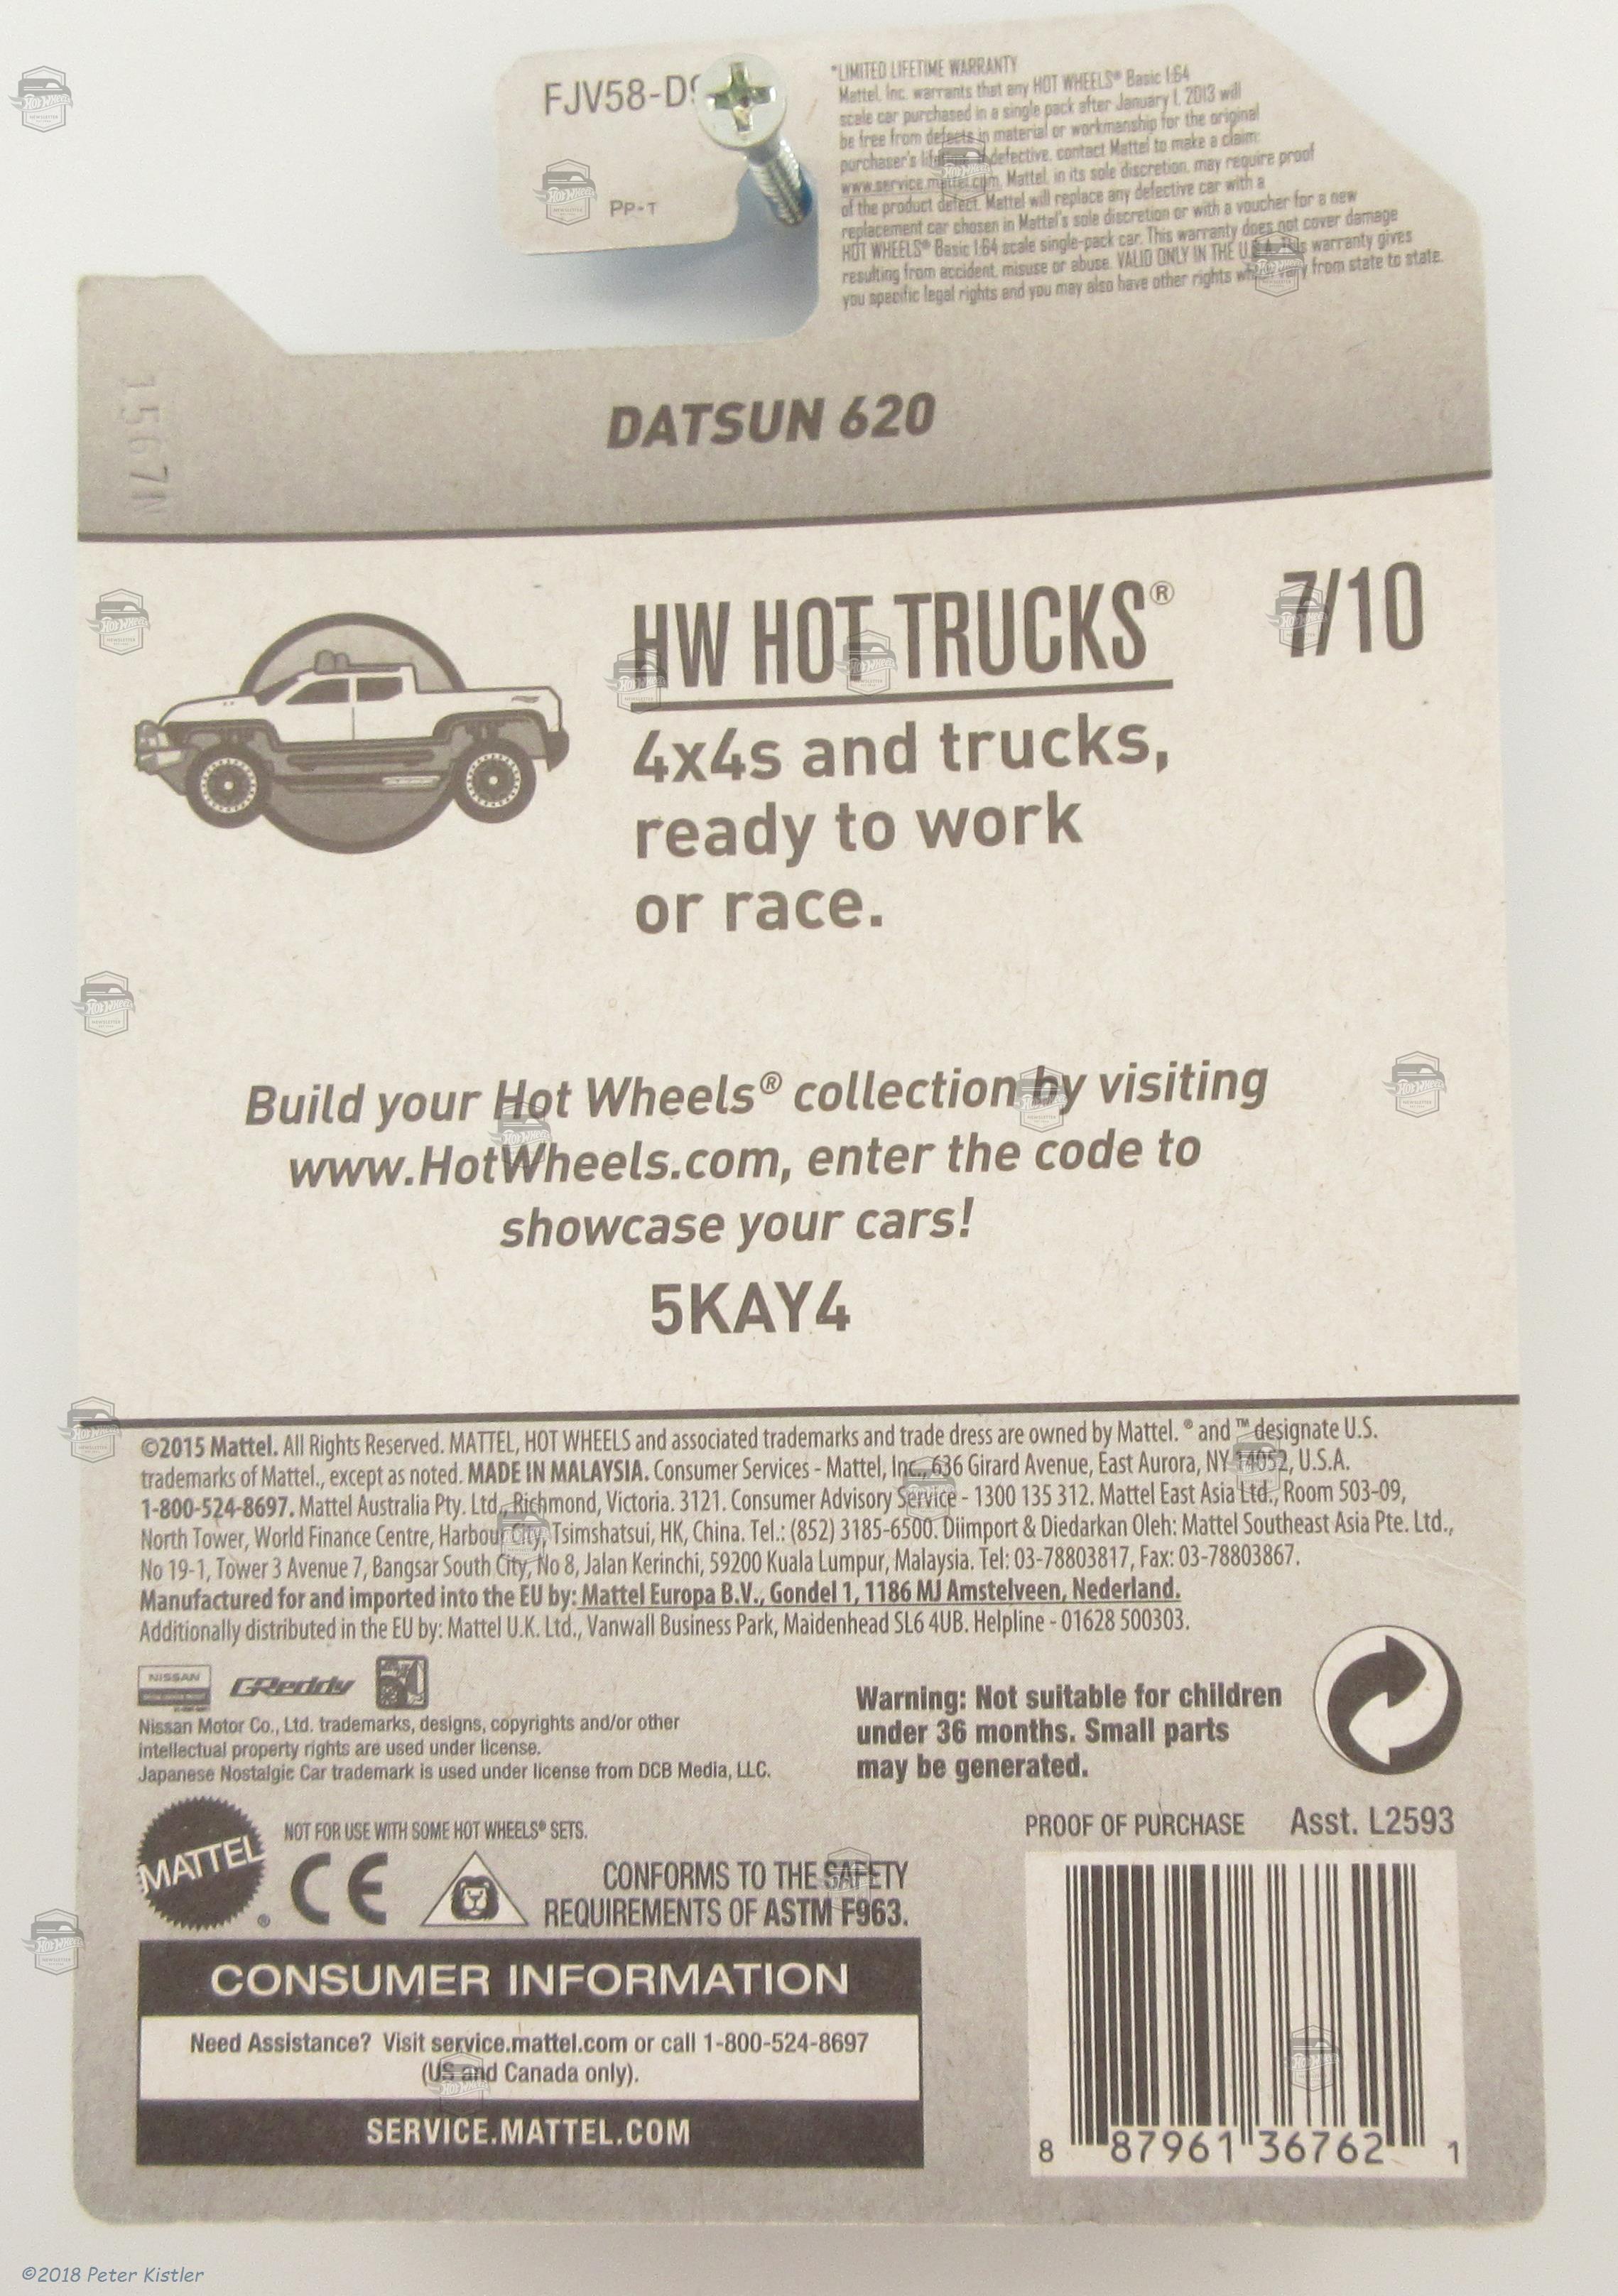 FJV58-D
PP-T
*LIMITED LIFETIME WARRANTY
Mattel, Inc. warrants that any HOT WHEELS® Basic 1:64
scale car purchased in a single pack after January 1, 2013 will
be free from defects in material or workmanship for the original
purchaser's defective, contact Mattel to make a claim:
www.service.mattel.com. Mattel, in its sole discretion, may require proof
of the product defect. Mattel will replace any defective car with a
replacement car chosen in Mattel's sole discretion or with a voucher for a new
HOT WHEELS® Basic 1:64 scale single-pack car. This warranty does not cover damage
resulting from accident, misuse or abuse. VALID ONLY IN THE U.S.A. This warranty gives
you specific legal rights and you may also have other rights which vary from state to state.
1567N
DATSUN 620
HW HOT TRUCKS® 7/10
4x4s and trucks,
ready to work
or race.
Build your Hot Wheels® collection by visiting
www.HotWheels.com, enter the code to
showcase your cars!
5KAY4
©2015 Mattel. All Rights Reserved. MATTEL, HOT WHEELS and associated trademarks and trade dress are owned by Mattel. ® and ™ designate U.S.
trademarks of Mattel., except as noted. MADE IN MALAYSIA. Consumer Services - Mattel, Inc., 636 Girard Avenue, East Aurora, NY 14052, U.S.A.
1-800-524-8697. Mattel Australia Pty. Ltd., Richmond, Victoria. 3121. Consumer Advisory Service - 1300 135 312. Mattel East Asia Ltd., Room 503-09,
North Tower, World Finance Centre, Harbour City, Tsimshatsui, HK, China. Tel.: (852) 3185-6500. Diimport & Diedarkan Oleh: Mattel Southeast Asia Pte. Ltd.,
No 19-1, Tower 3 Avenue 7, Bangsar South City, No 8, Jalan Kerinchi, 59200 Kuala Lumpur, Malaysia. Tel: 03-78803817, Fax: 03-78803867.
Manufactured for and imported into the EU by: Mattel Europa B.V., Gondel 1, 1186 MJ Amstelveen, Nederland.
Additionally distributed in the EU by: Mattel U.K. Ltd., Vanwall Business Park, Maidenhead SL6 4UB. Helpline - 01628 500303.
NISSAN GReddy
Nissan Motor Co., Ltd. trademarks, designs, copyrights and/or other
intellectual property rights are used under license.
Japanese Nostalgic Car trademark is used under license from DCB Media, LLC.
Warning: Not suitable for children
under 36 months. Small parts
may be generated.
MATTEL ®
NOT FOR USE WITH SOME HOT WHEELS® SETS.
CE
CONFORMS TO THE SAFETY
REQUIREMENTS OF ASTM F963.
PROOF OF PURCHASE Asst. L2593
CONSUMER INFORMATION
Need Assistance? Visit service.mattel.com or call 1-800-524-8697
(US and Canada only).
SERVICE.MATTEL.COM
8 87961 36762 1
©2018 Peter Kistler